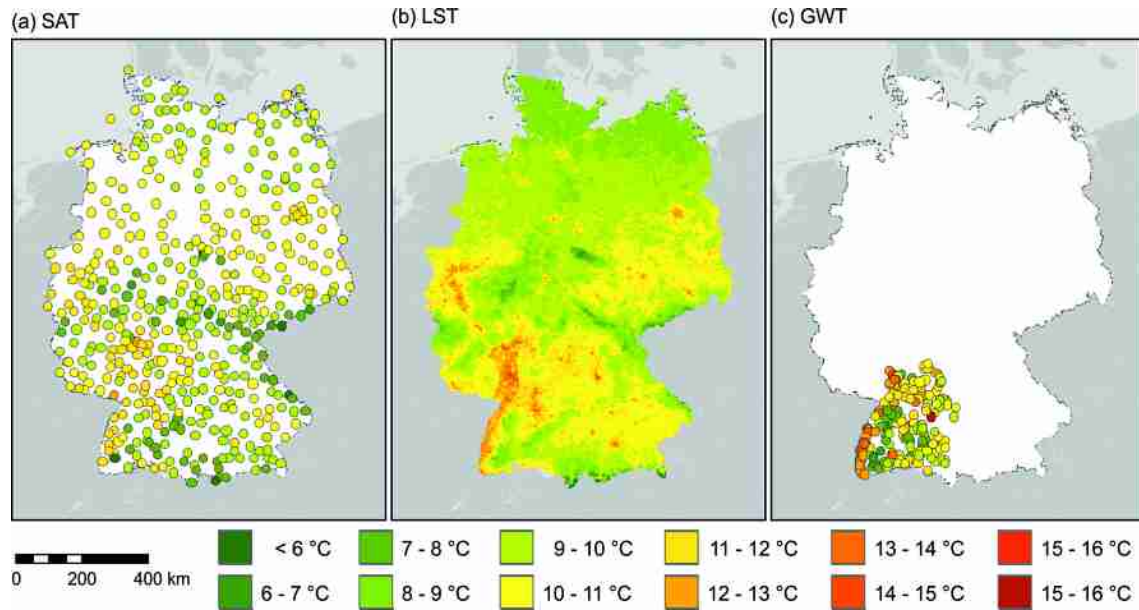 (a) SAT
(b) LST
(c) GWT
< 6 °C
7 - 8 °C
9 - 10 °C
11 - 12 °C
13 - 14 °C
15 - 16 °C
0 200 400 km
6 - 7 °C
8 - 9 °C
10 - 11 °C
12 - 13 °C
14 - 15 °C
15 - 16 °C